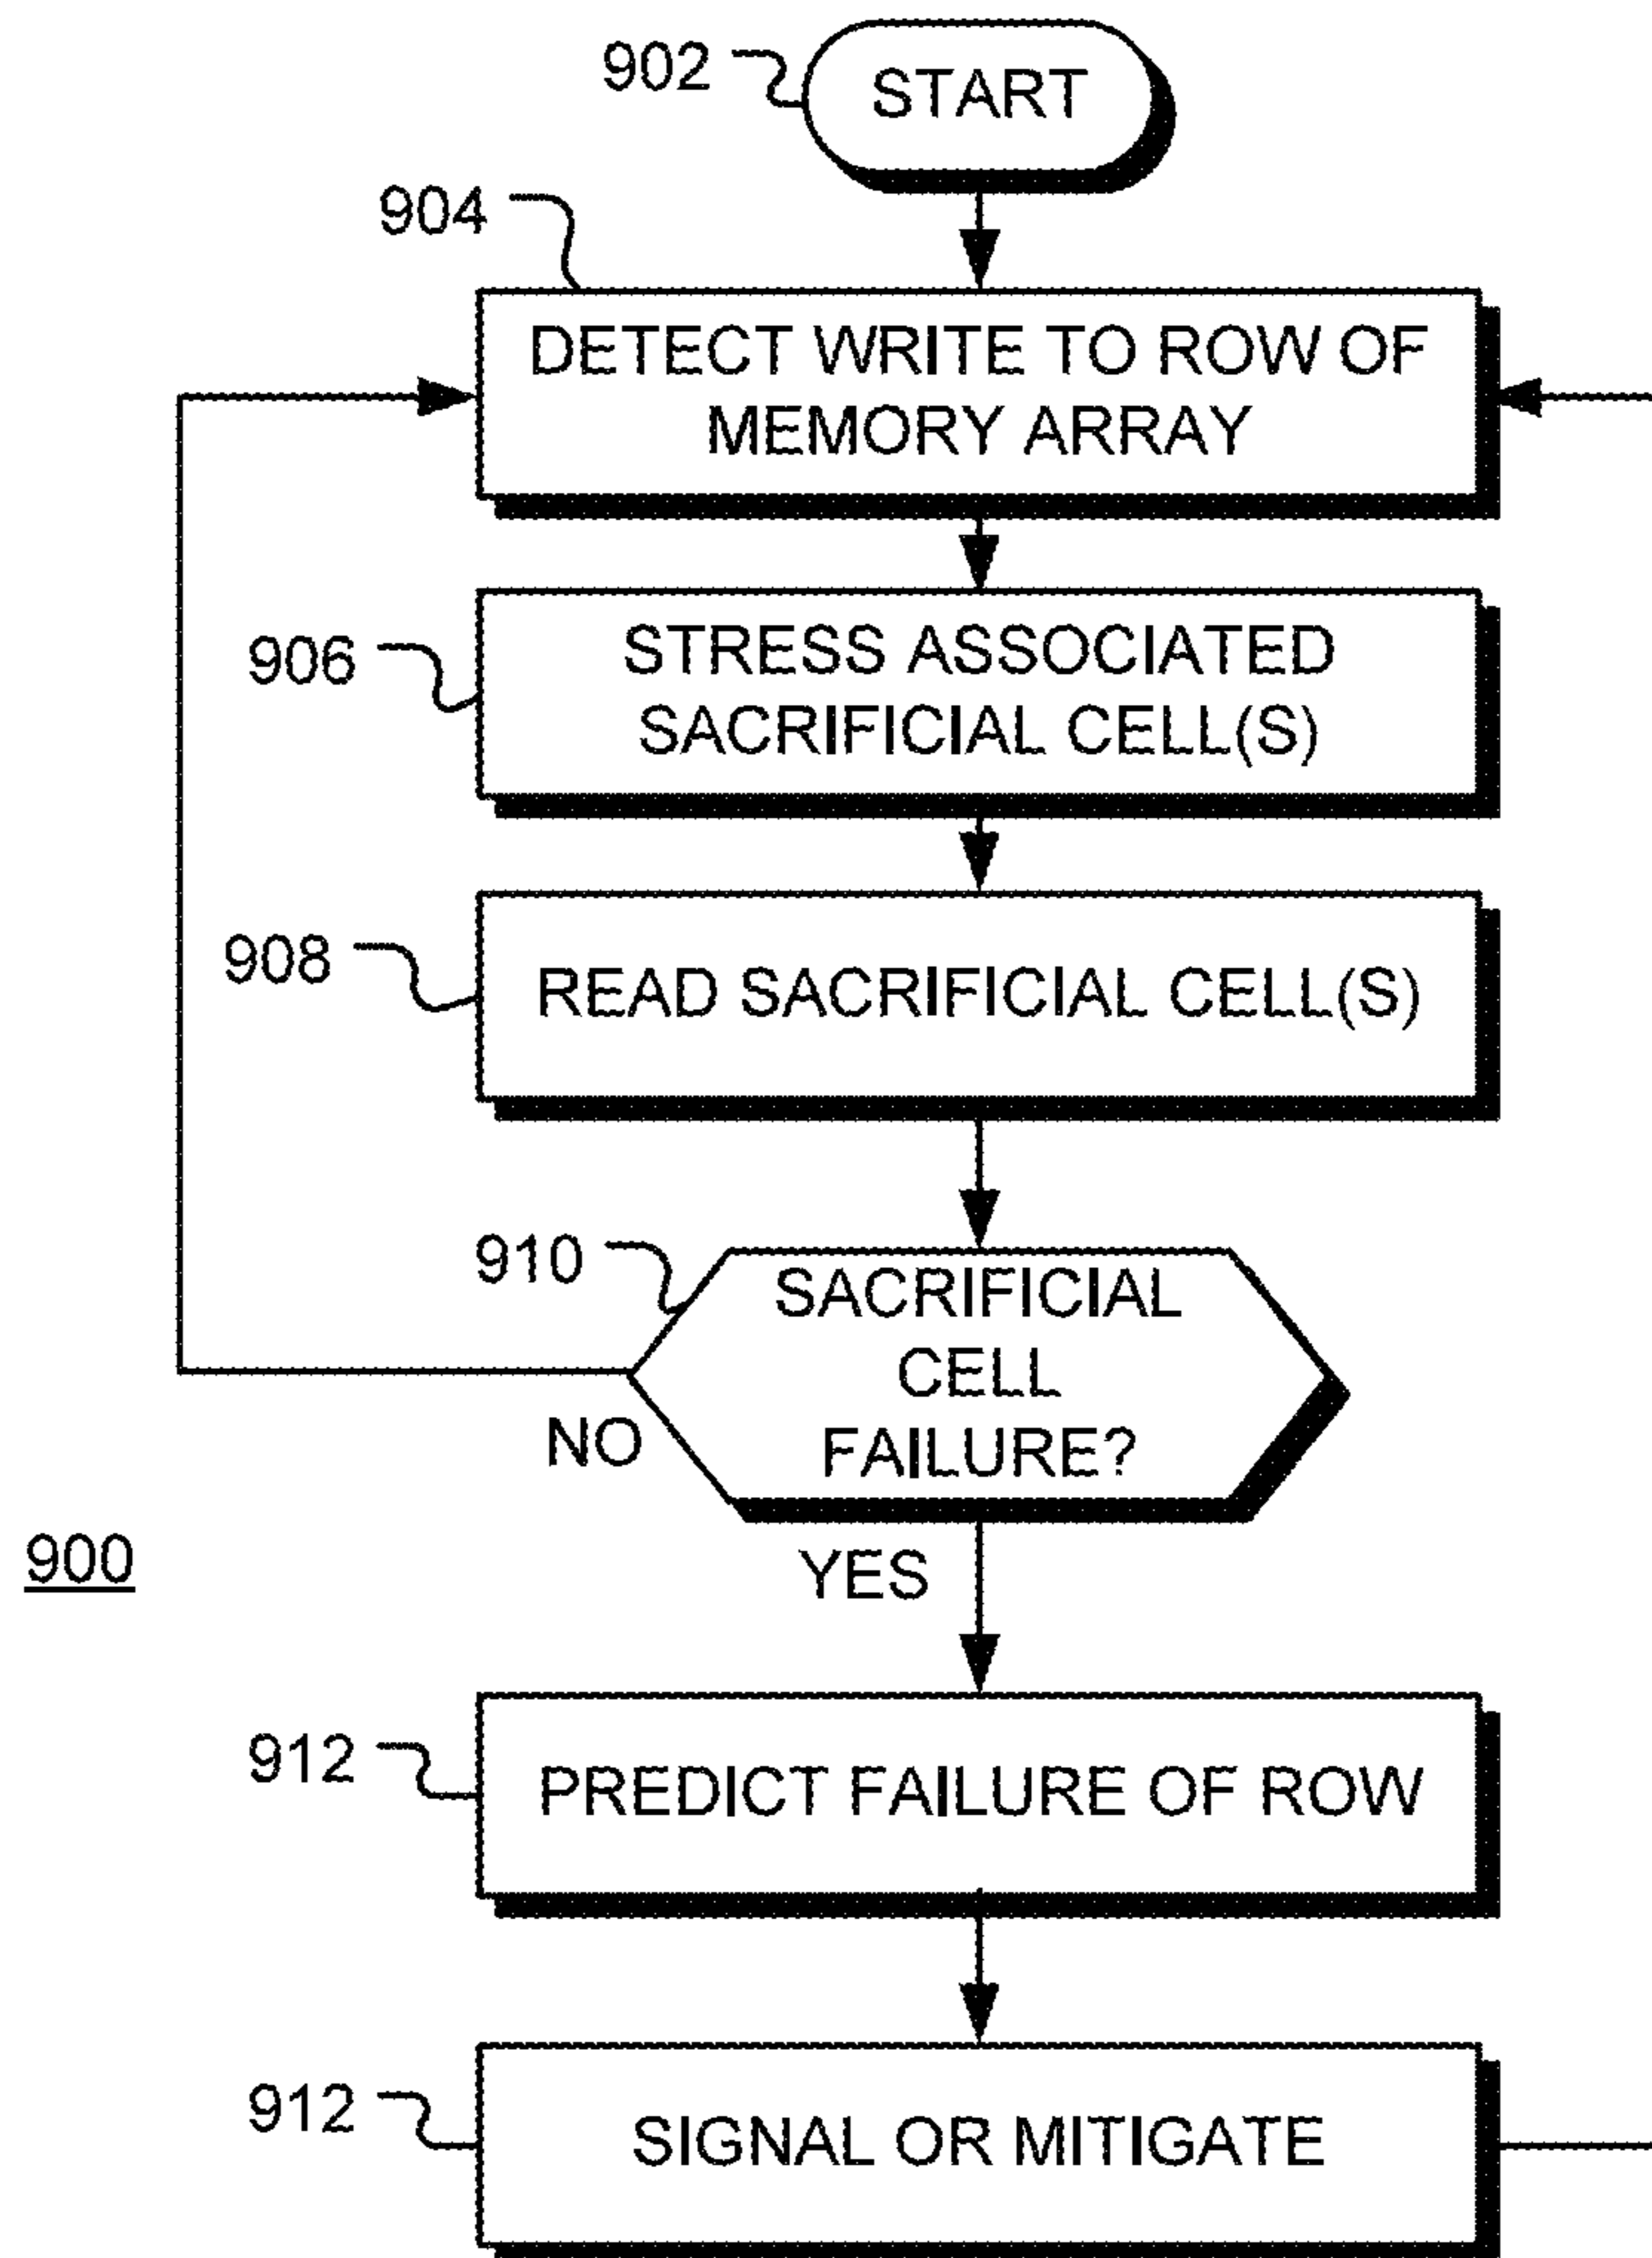 902
START
904
DETECT WRITE TO ROW OF
MEMORY ARRAY
906
STRESS ASSOCIATED
SACRIFICIAL CELL(S)
908
READ SACRIFICIAL CELL(S)
910
SACRIFICIAL
CELL
FAILURE?
NO
YES
900
912
PREDICT FAILURE OF ROW
912
SIGNAL OR MITIGATE